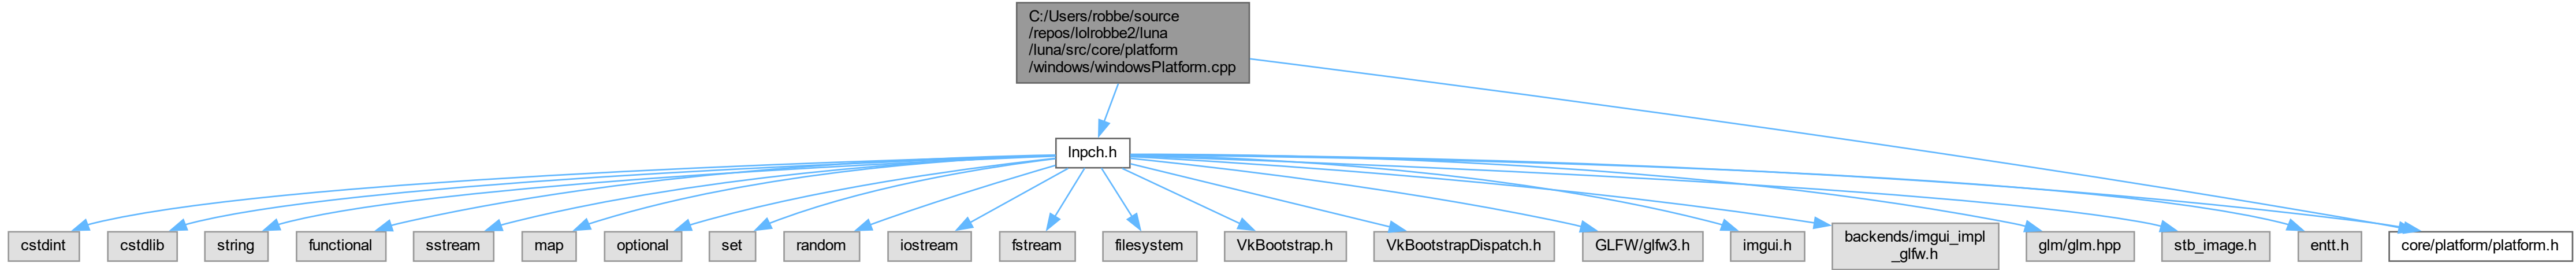 C:/Users/robbe/source
/repos/lolrobbe2/luna
/luna/src/core/platform
/windows/windowsPlatform.cpp
lnpch.h
cstdint
cstdlib
string
functional
sstream
map
optional
set
random
iostream
fstream
filesystem
VkBootstrap.h
VkBootstrapDispatch.h
GLFW/glfw3.h
imgui.h
backends/imgui_impl
_glfw.h
glm/glm.hpp
stb_image.h
entt.h
core/platform/platform.h